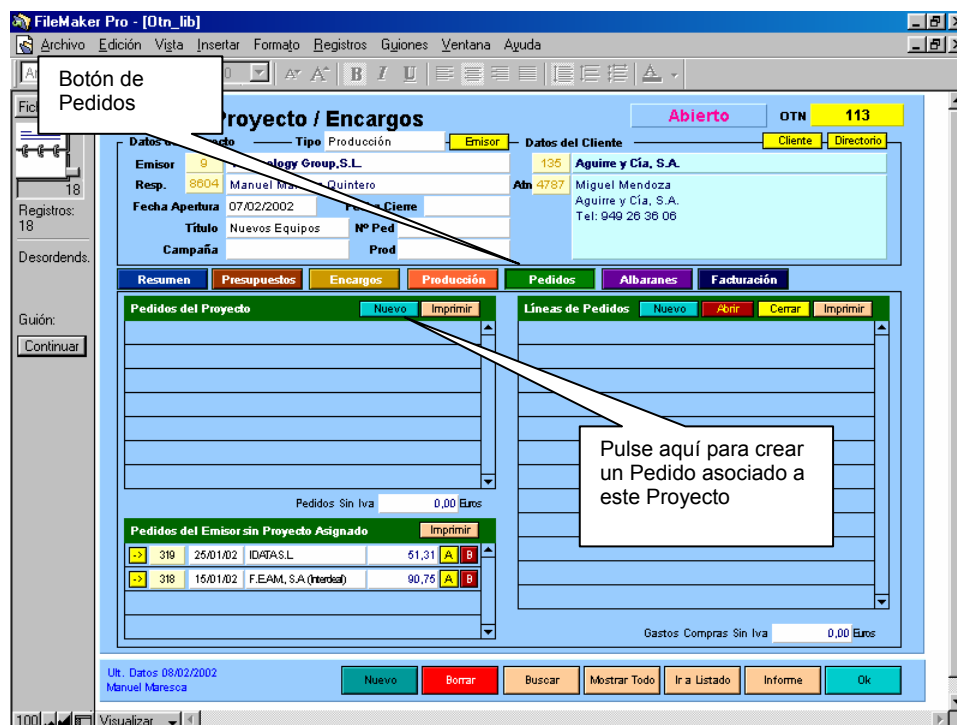 FileMaker Pro - [Otn_lib]
Archivo Edición Vista Insertar Formato Registros Guiones Ventana Ayuda
Botón de
Pedidos
royecto / Encargos
Abierto OTN 113
Datos d cto Tipo Producción Emisor Datos del Cliente Cliente Directorio
Emisor 9 ology Group,S.L. 135 Aguirre y Cía, S.A.
Resp. 8604 Manuel Ma Quintero Atn 4787 Miguel Mendoza
Aguirre y Cía, S.A.
Tel: 949 26 36 06
Fecha Apertura 07/02/2002 Cierre
Título Nuevos Equipos Nº Ped
Campaña Prod
18
Registros:
18
Desordends.
Guión:
Continuar
Resumen Presupuestos Encargos Producción Pedidos Albaranes Facturación
Pedidos del Proyecto Nuevo Imprimir
Líneas de Pedidos Nuevo Abrir Cerrar Imprimir
Pulse aquí para crear
un Pedido asociado a
este Proyecto
Pedidos Sin Iva 0,00 Euros
Pedidos del Emisor sin Proyecto Asignado Imprimir
-> 319 25/01/02 IDATA S.L 51,31 A B
-> 318 15/01/02 F.E.A.M., S.A (Interdeal) 90,75 A B
Gastos Compras Sin Iva 0,00 Euros
Ult. Datos 08/02/2002
Manuel Maresca
Nuevo Borrar Buscar Mostrar Todo Ir a Listado Informe Ok
100 Visualizar